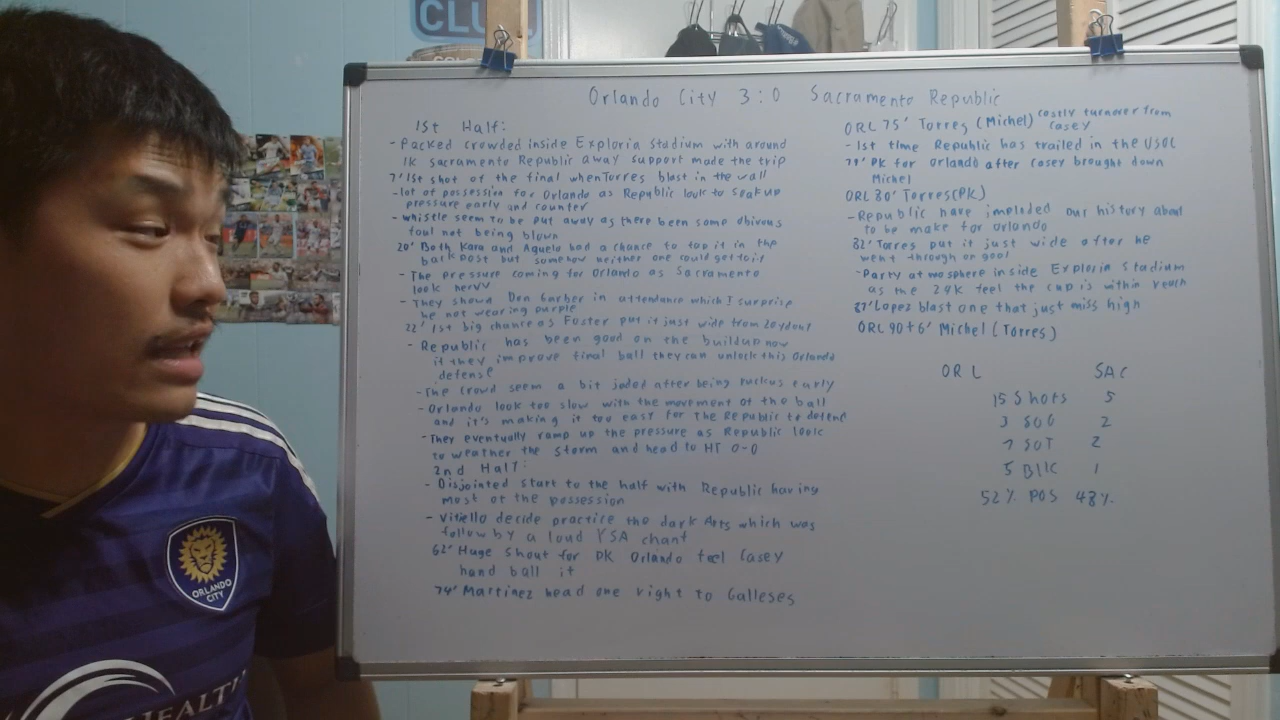 CLU
Orlando City 3:0 Sacramento Republic
1st Half:
- Packed crowded inside Exploria Stadium with around
1k Sacramento Republic away support made the trip
7' 1st shot of the final when Torres blast in the wall
- lot of possession for Orlando as Republic look to soak up
pressure early and counter
- whistle seem to be put away as there been some obivous
foul not being blown
20' Both Kara and Aguelo had a chance to tap it in the
back post but somehow neither one could get to it
- The pressure coming for Orlando as Sacramento
look nervy
- They shown Don Garber in attendance which I surprise
he not wearing purple
22' 1st big chance as Foster put it just wide from 20 yard out
- Republic has been good on the buildup now
if they improve final ball they can unlock this Orlando
defense
- The crowd seem a bit jaded after being ruckus early
- Orlando look too slow with the movement of the ball
and it's making it too easy for the Republic to defend
- They eventually ramp up the pressure as Republic look
to weather the storm and head to HT 0-0
2nd Half:
- Disjointed start to the half with Republic having
most of the possession
- Vitiello decide practice the dark Arts which was
follow by a loud YSA chant
62' Huge shout for PK Orlando feel Casey
hand ball it
74' Martinez head one right to Galleses
ORL 75' Torres (Michel) costly turnover from
Casey
- 1st time Republic has trailed in the USOC
79' PK for Orlando after Casey brought down
Michel
ORL 80' Torres (PK)
- Republic have imploded our history about
to be make for Orlando
82' Torres put it just wide after he
went through on goal
- Party atmosphere inside Exploria Stadium
as the 24k feel the cup is within reach
87' Lopez blast one that just miss high
ORL 90+6' Michel (Torres)
ORL SAC
15 Shots 5
3 SOG 2
7 SOT 2
5 Blk 1
52% POS 48%
ORLANDO
CITY
HEALTH